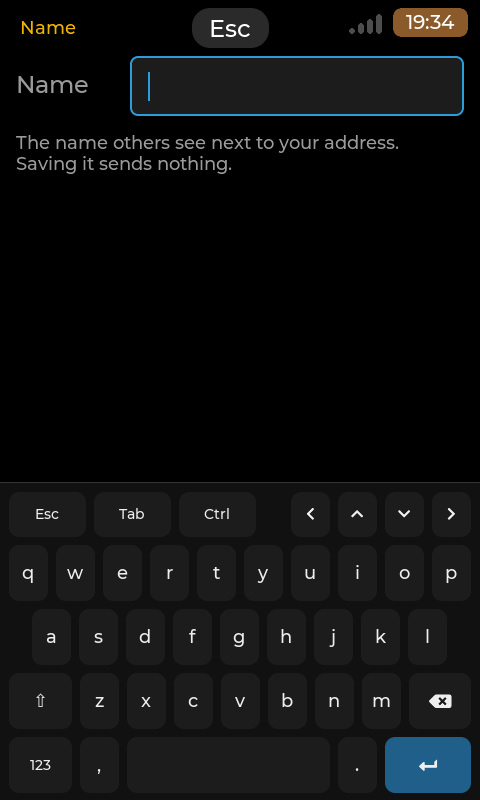 Name Esc 19:34
Name
The name others see next to your address.
Saving it sends nothing.
Esc Tab Ctrl
q w e r t y u i o p
a s d f g h j k l
⇧ z x c v b n m
123 , .